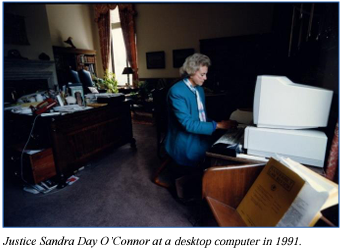 Justice Sandra Day O'Connor at a desktop computer in 1991.